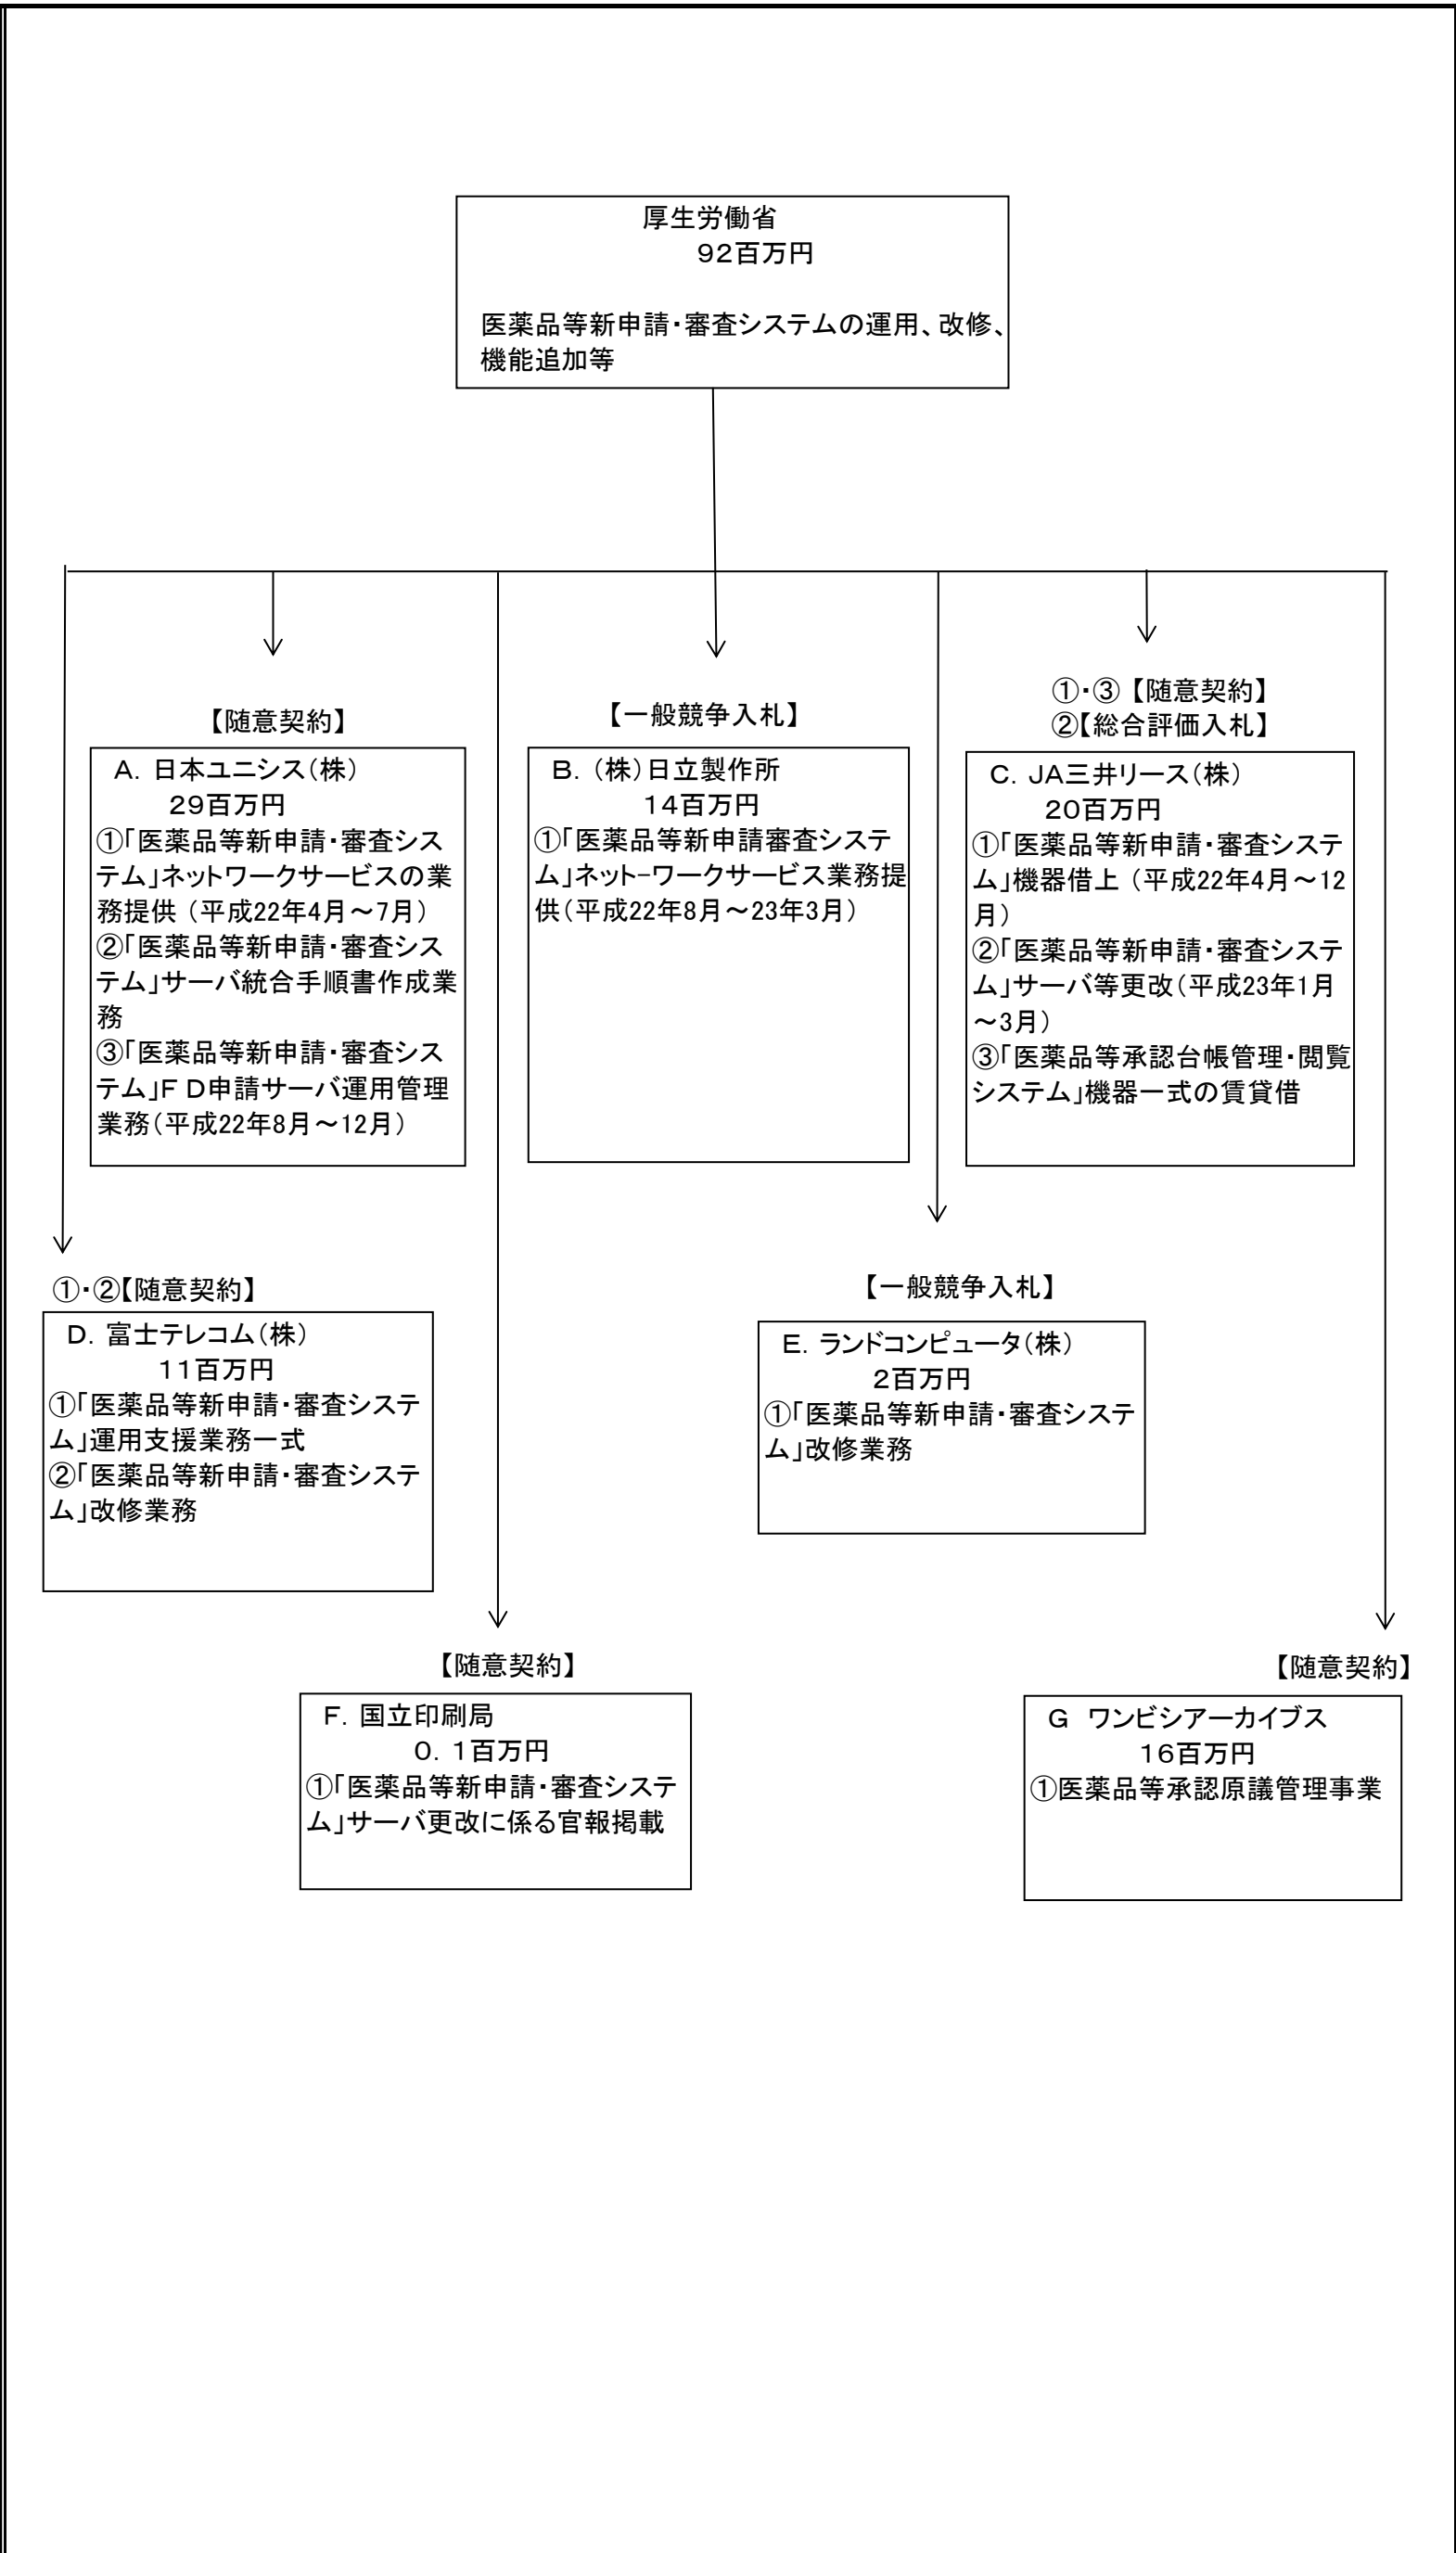 厚生労働省
92百万円
医薬品等新申請・審査システムの運用、改修、
機能追加等
【随意契約】
A．日本ユニシス（株）
29百万円
①「医薬品等新申請・審査シス
テム」ネットワークサービスの業
務提供（平成22年4月～7月）
②「医薬品等新申請・審査シス
テム」サーバ統合手順書作成業
務
③「医薬品等新申請・審査シス
テム」ＦＤ申請サーバ運用管理
業務（平成22年8月～12月）
【一般競争入札】
B．（株）日立製作所
14百万円
①「医薬品等新申請審査システ
ム」ネット-ワークサービス業務提
供（平成22年8月～23年3月）
①・③【随意契約】
②【総合評価入札】
C．JA三井リース（株）
20百万円
①「医薬品等新申請・審査システ
ム」機器借上（平成22年4月～12
月）
②「医薬品等新申請・審査システ
ム」サーバ等更改（平成23年1月
～3月）
③「医薬品等承認台帳管理・閲覧
システム」機器一式の賃貸借
①・②【随意契約】
D．富士テレコム（株）
11百万円
①「医薬品等新申請・審査システ
ム」運用支援業務一式
②「医薬品等新申請・審査システ
ム」改修業務
【一般競争入札】
E．ランドコンピュータ（株）
2百万円
①「医薬品等新申請・審査システ
ム」改修業務
【随意契約】
F．国立印刷局
0．1百万円
①「医薬品等新申請・審査システ
ム」サーバ更改に係る官報掲載
【随意契約】
G　ワンビシアーカイブス
16百万円
①医薬品等承認原議管理事業